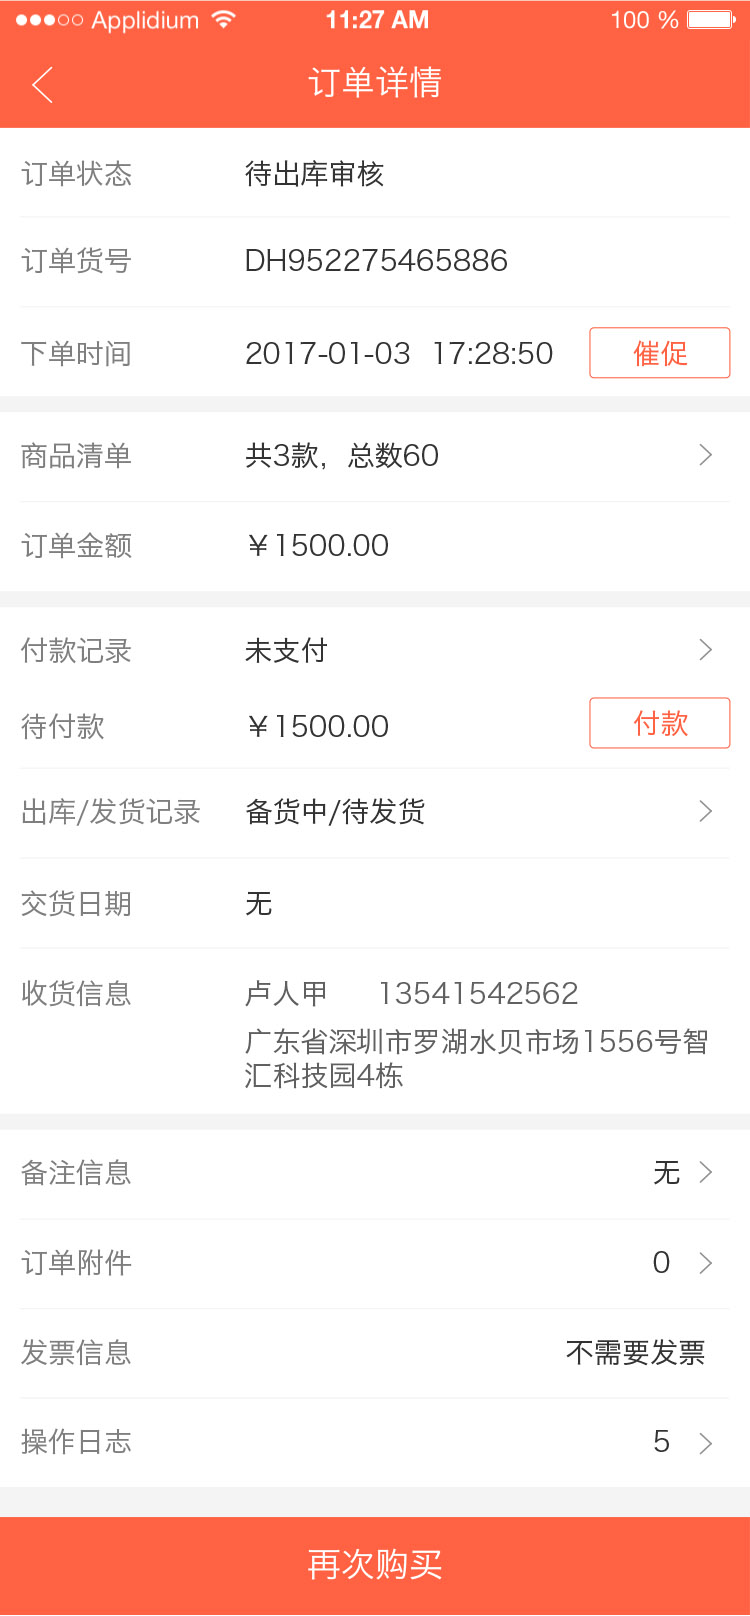 Applidium 11:27 AM 100 %
订单详情
订单状态 待出库审核
订单货号 DH952275465886
下单时间 2017-01-03 17:28:50 催促
商品清单 共3款，总数60
订单金额 ￥1500.00
付款记录 未支付
待付款 ￥1500.00 付款
出库/发货记录 备货中/待发货
交货日期 无
收货信息 卢人甲 13541542562
广东省深圳市罗湖水贝市场1556号智
汇科技园4栋
备注信息 无
订单附件 0
发票信息 不需要发票
操作日志 5
再次购买